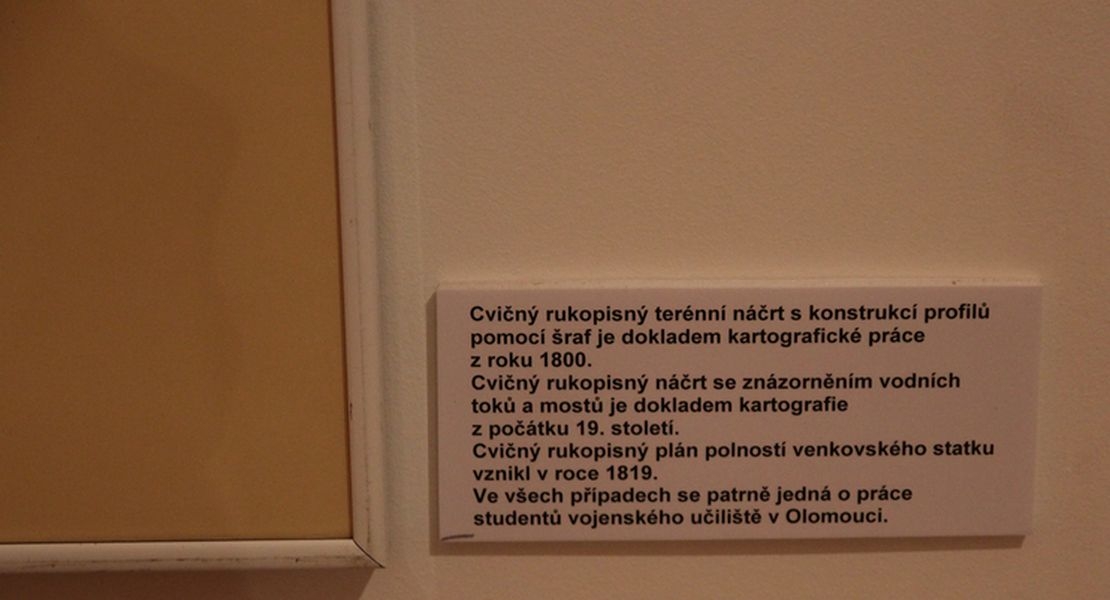 Cvičný rukopisný terénní náčrt s konstrukcí profilů
pomocí šraf je dokladem kartografické práce
z roku 1800.
Cvičný rukopisný náčrt se znázorněním vodních
toků a mostů je dokladem kartografie
z počátku 19. století.
Cvičný rukopisný plán polností venkovského statku
vznikl v roce 1819.
Ve všech případech se patrně jedná o práce
studentů vojenského učiliště v Olomouci.